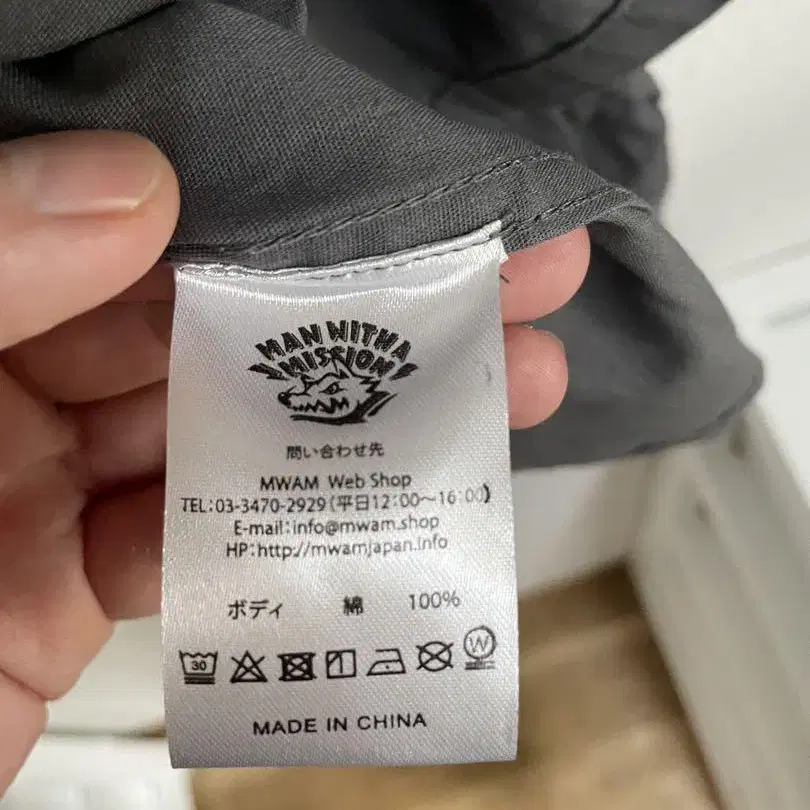 MAN WITH A
MISSION
問い合わせ先
MWAM Web Shop
TEL:03-3470-2929(平日12:00～16:00)
E-mail:info@mwam.shop
HP:http://mwamjapan.info
ボディ 綿 100%
30 W
MADE IN CHINA